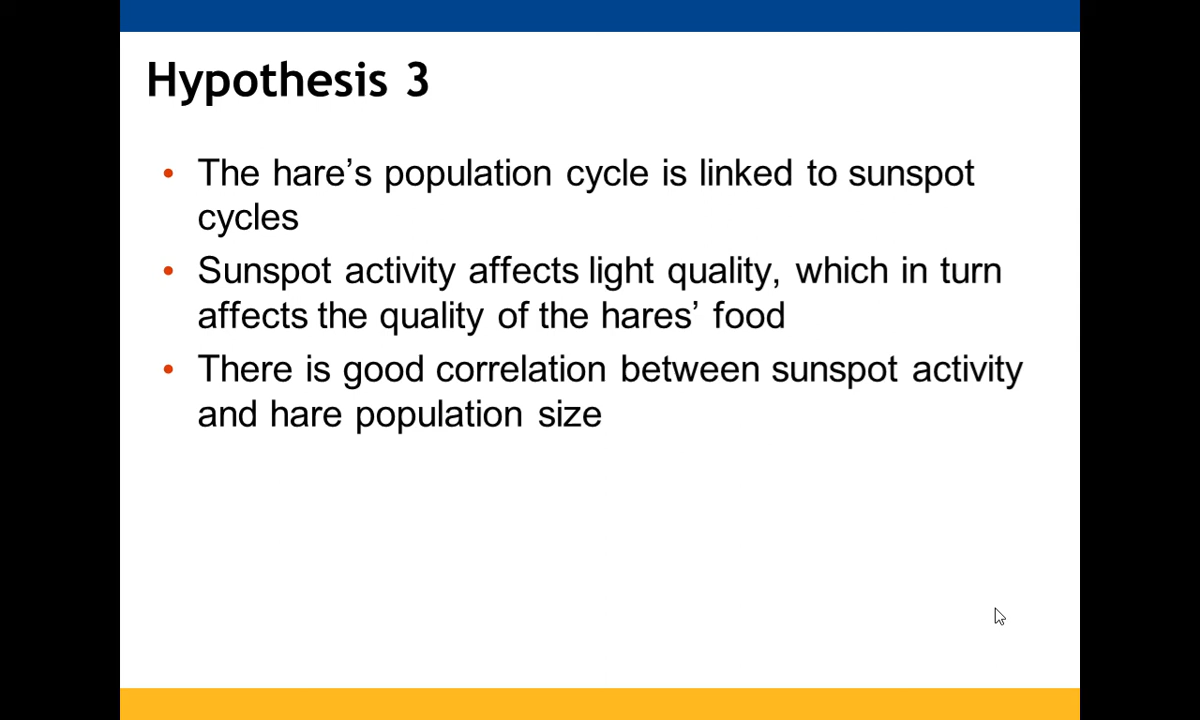 Hypothesis 3
• The hare’s population cycle is linked to sunspot
cycles
• Sunspot activity affects light quality, which in turn
affects the quality of the hares’ food
• There is good correlation between sunspot activity
and hare population size